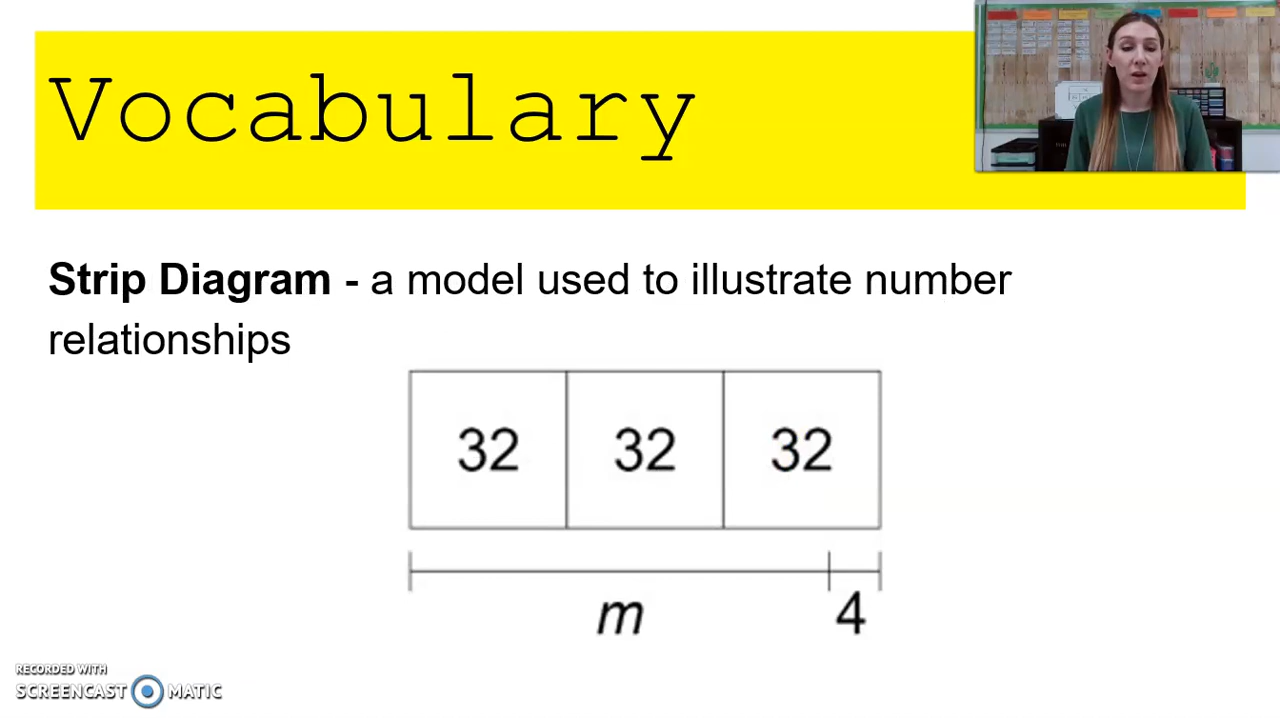 Vocabulary
Strip Diagram - a model used to illustrate number
relationships
32 32 32
m 4
RECORDED WITH
SCREENCAST MATIC